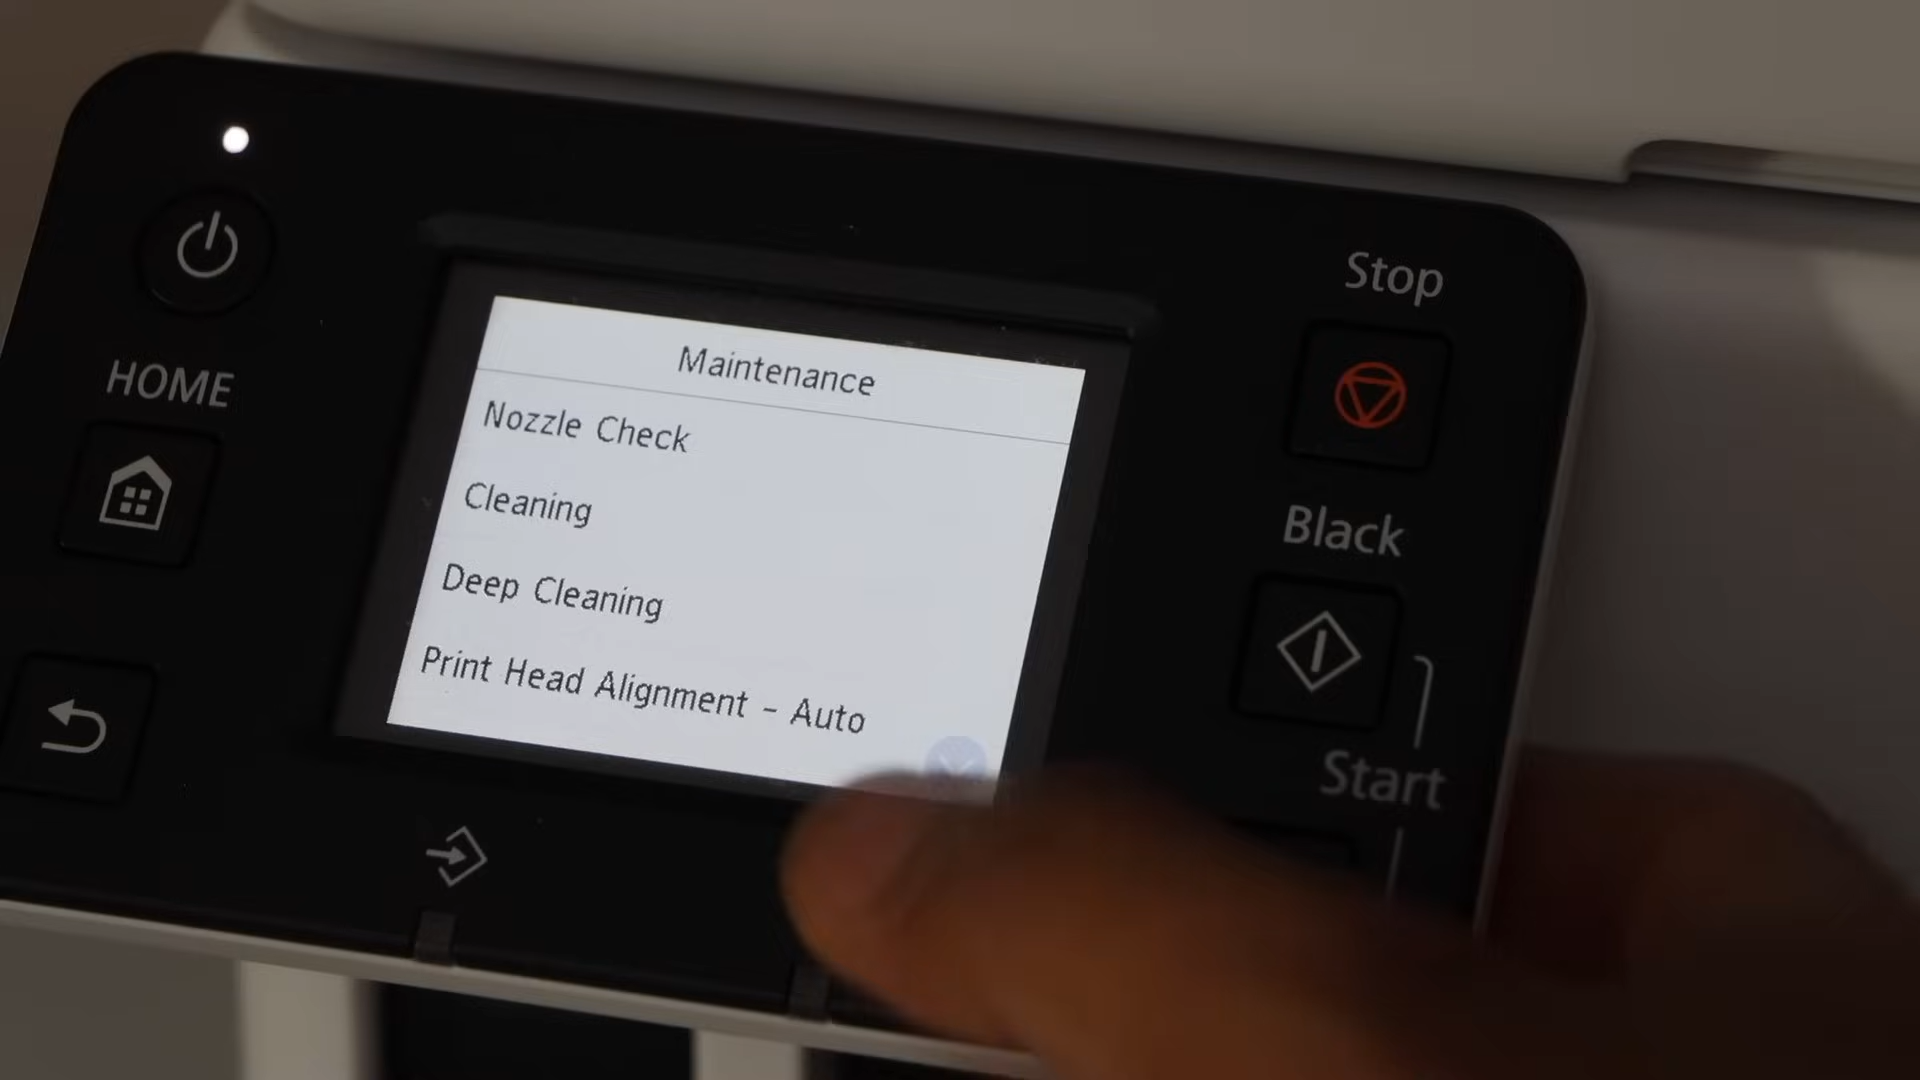 Stop
Maintenance
HOME
Nozzle Check
Cleaning
Black
Deep Cleaning
Print Head Alignment - Auto
Start